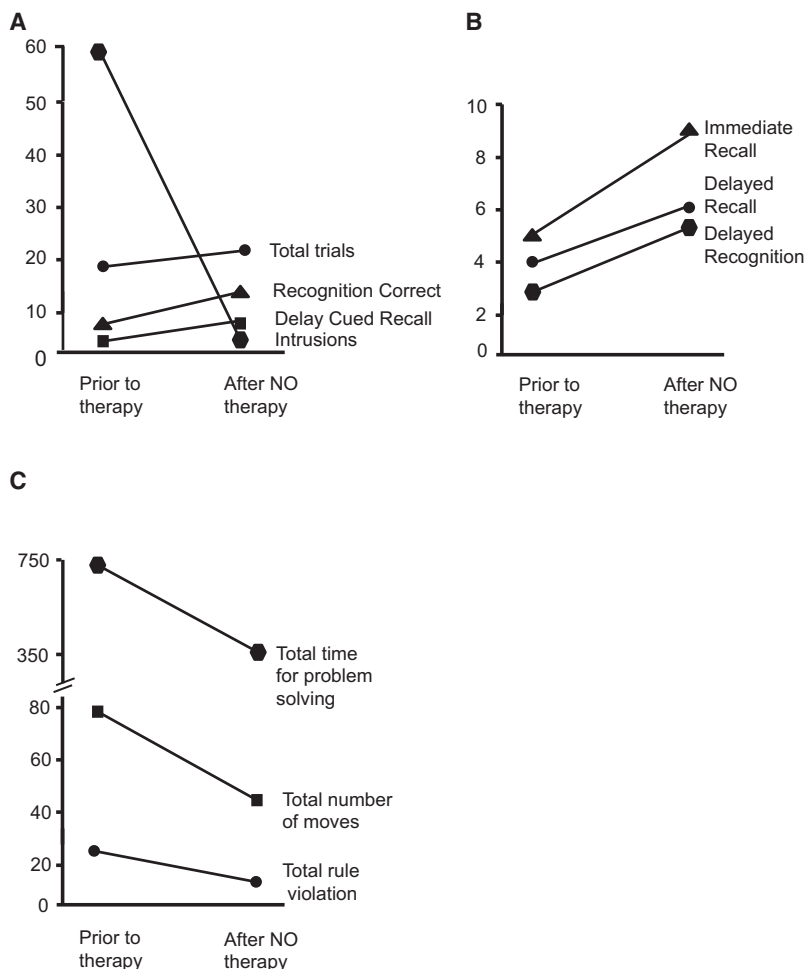 A
60
50
40
30
20
10
0
Total trials
Recognition Correct
Delay Cued Recall
Intrusions
Prior to
therapy
After NO
therapy
B
10
8
6
4
2
0
Immediate
Recall
Delayed
Recall
Delayed
Recognition
Prior to
therapy
After NO
therapy
C
750
350
80
60
40
20
0
Total time
for problem
solving
Total number
of moves
Total rule
violation
Prior to
therapy
After NO
therapy